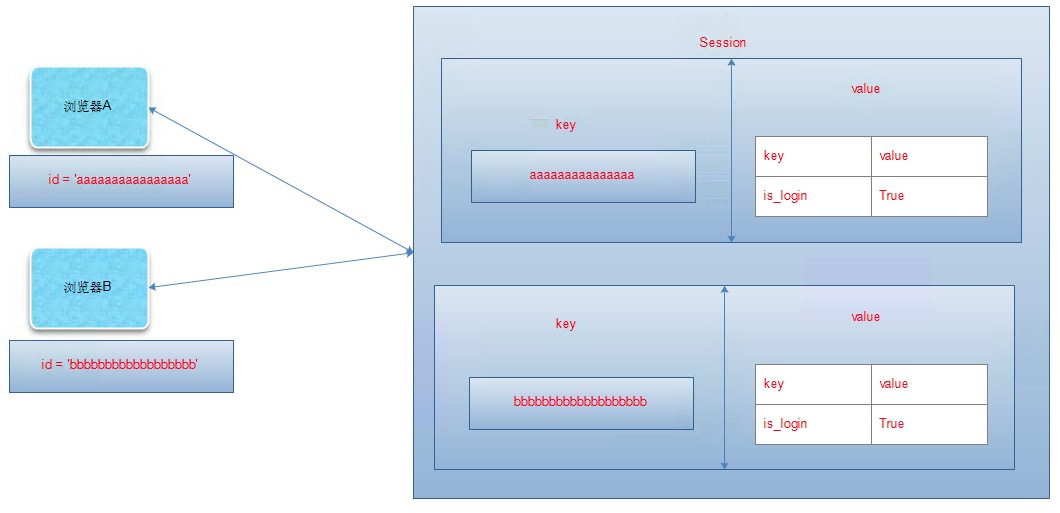 浏览器A
id = 'aaaaaaaaaaaaaaaa'
浏览器B
id = 'bbbbbbbbbbbbbbbbbb'
Session
key
value
aaaaaaaaaaaaaaa
key value
is_login True
key
value
bbbbbbbbbbbbbbbbbbb
key value
is_login True